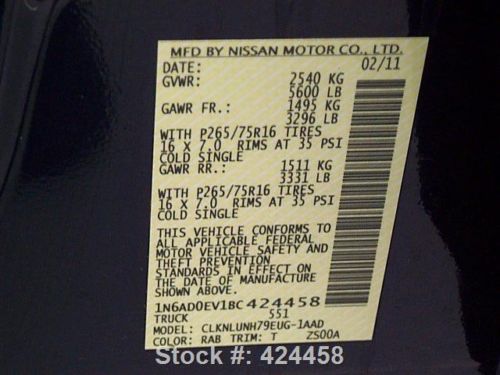 MFD BY NISSAN MOTOR CO., LTD.
DATE: 02/11
GVWR: 2540 KG
5600 LB
GAWR FR.: 1495 KG
3296 LB
WITH P265/75R16 TIRES
16 X 7.0 RIMS AT 35 PSI
COLD SINGLE
GAWR RR.: 1511 KG
3331 LB
WITH P265/75R16 TIRES
16 X 7.0 RIMS AT 35 PSI
COLD SINGLE
THIS VEHICLE CONFORMS TO
ALL APPLICABLE FEDERAL
MOTOR VEHICLE SAFETY AND
THEFT PREVENTION
STANDARDS IN EFFECT ON
THE DATE OF MANUFACTURE
SHOWN ABOVE.
1N6AD0EV1BC424458
TRUCK 551
MODEL: CLKNLUNH79EUG-1AAD
COLOR: RAB TRIM: T ZS00A
Stock #: 424458